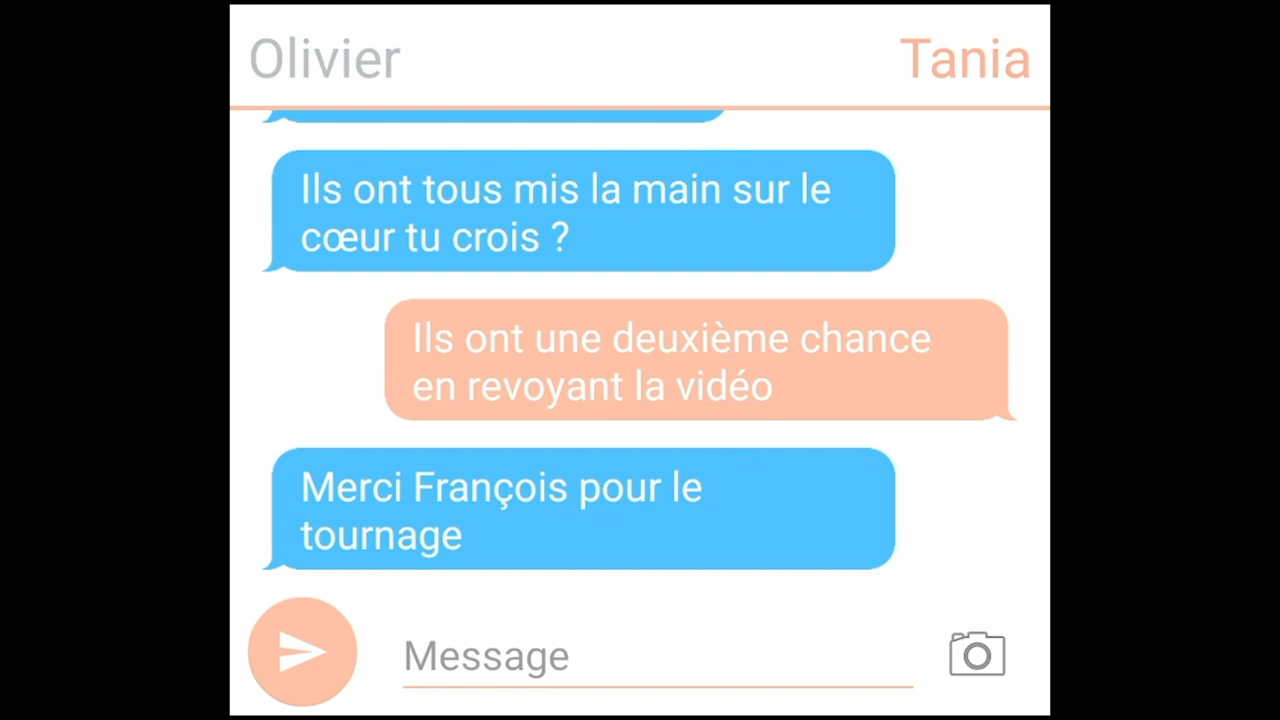 Olivier
Tania
Ils ont tous mis la main sur le
cœur tu crois ?
Ils ont une deuxième chance
en revoyant la vidéo
Merci François pour le
tournage
Message